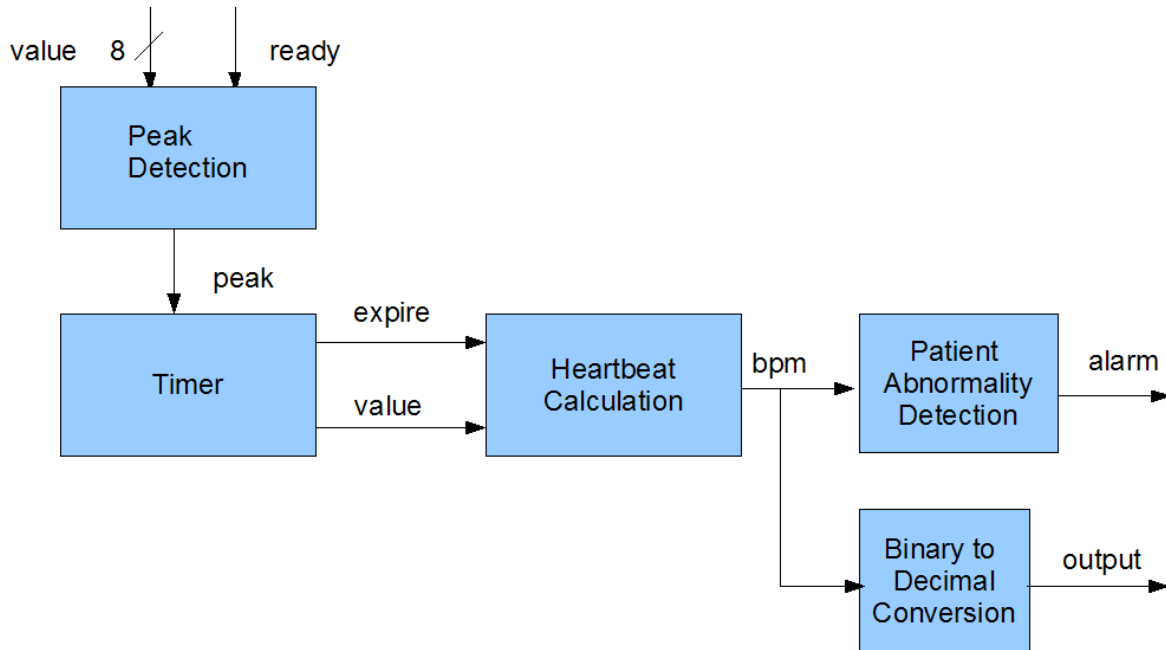 value 8 ready
Peak
Detection
peak
expire
Timer
value
Heartbeat
Calculation
bpm
Patient
Abnormality
Detection
alarm
Binary to
Decimal
Conversion
output